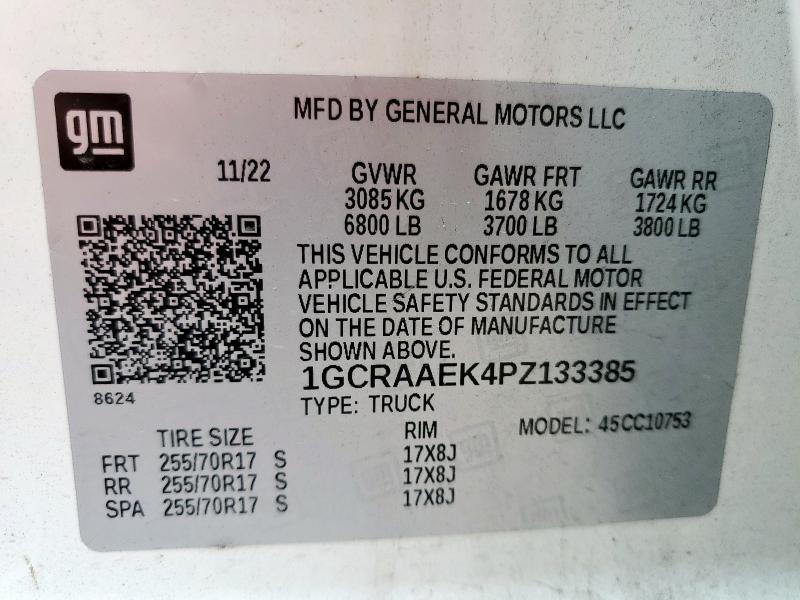 gm
MFD BY GENERAL MOTORS LLC
11/22 GVWR GAWR FRT GAWR RR
3085 KG 1678 KG 1724 KG
6800 LB 3700 LB 3800 LB
THIS VEHICLE CONFORMS TO ALL
APPLICABLE U.S. FEDERAL MOTOR
VEHICLE SAFETY STANDARDS IN EFFECT
ON THE DATE OF MANUFACTURE
SHOWN ABOVE.
1GCRAAEK4PZ133385
8624
TYPE: TRUCK
MODEL: 45CC10753
TIRE SIZE RIM
FRT 255/70R17 S 17X8J
RR 255/70R17 S 17X8J
SPA 255/70R17 S 17X8J